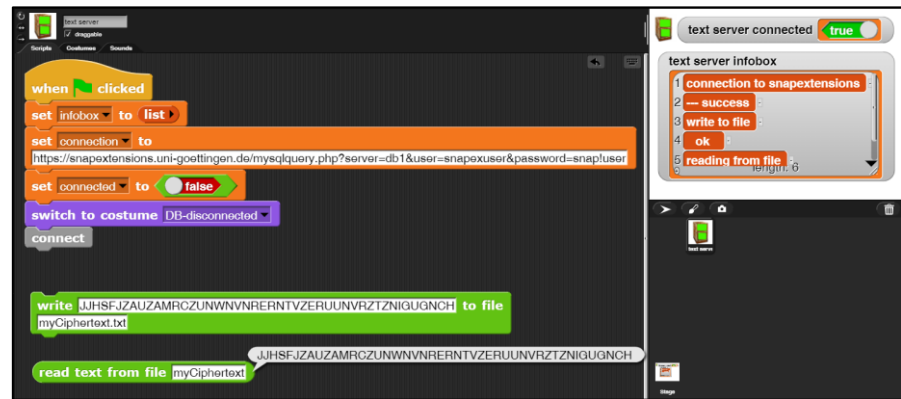 text server
draggable
Scripts Costumes Sounds
when clicked
set infobox to list
set connection to
https://snapextensions.uni-goettingen.de/mysqlquery.php?server=db1&user=snapexuser&password=snap!user
set connected to false
switch to costume DB-disconnected
connect
write JJHSFJZAUZAMRCZUNWNVNRERNTVZERUUNVRZTZNIGUGNCH to file
myCiphertext.txt
read text from file myCiphertext
JJHSFJZAUZAMRCZUNWNVNRERNTVZERUUNVRZTZNIGUGNCH
text server connected true
text server infobox
1 connection to snapextensions
2 --- success
3 write to file
4 ok
5 reading from file
length: 6
text serve
Stage